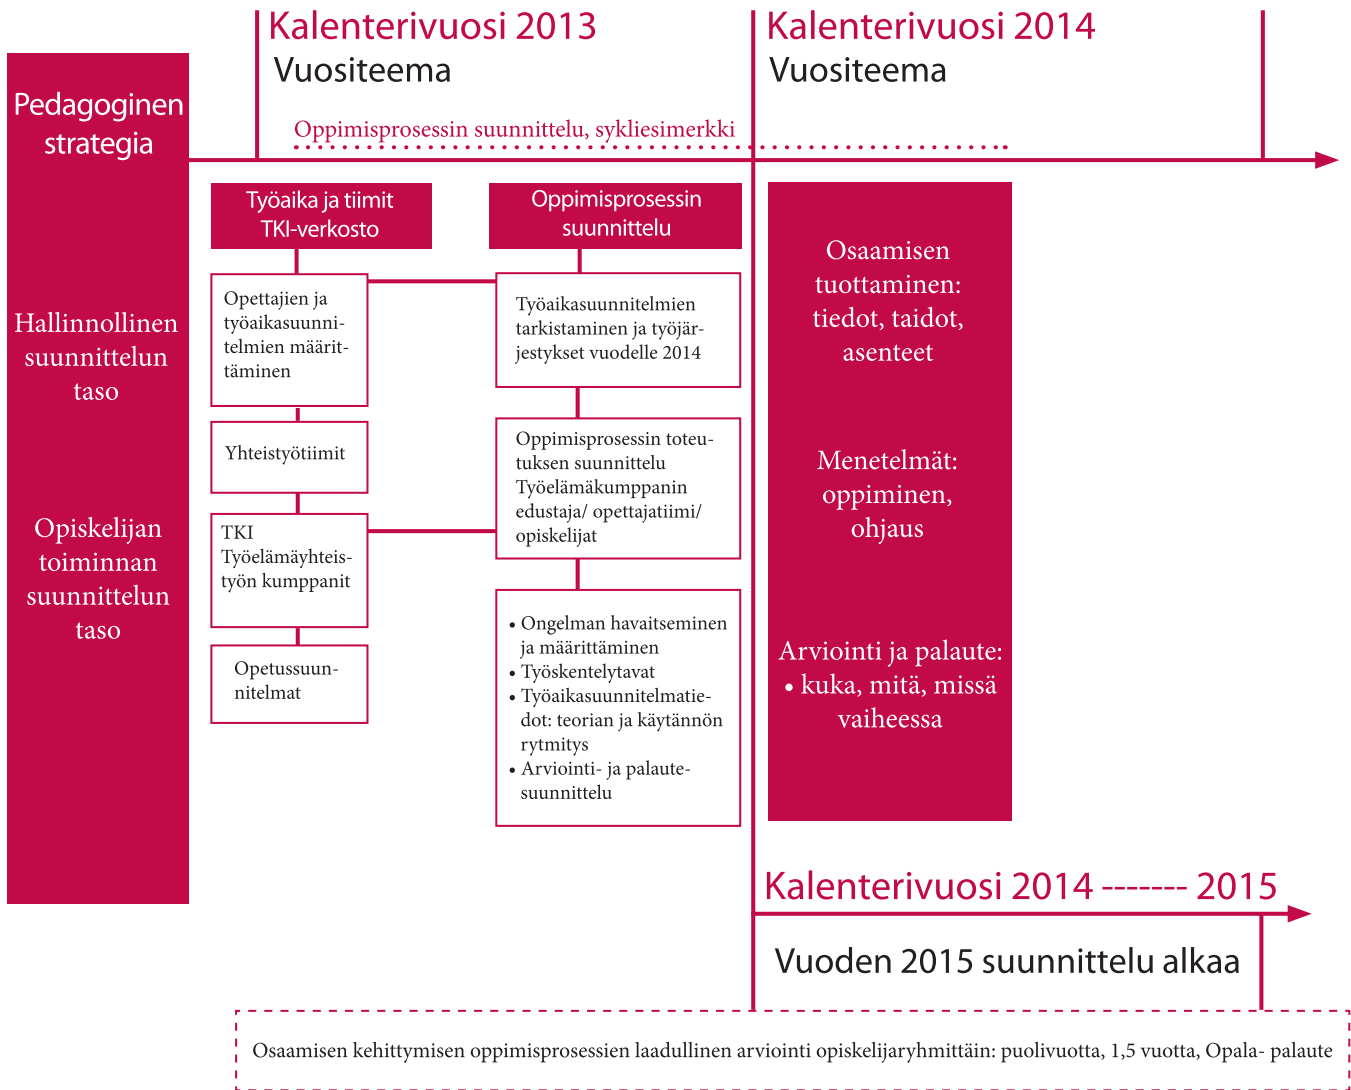 Kalenterivuosi 2013
Vuositeema
Kalenterivuosi 2014
Vuositeema
Pedagoginen
strategia
Oppimisprosessin suunnittelu, sykliesimerkki
Hallinnollinen
suunnittelun
taso
Opiskelijan
toiminnan
suunnittelun
taso
Työaika ja tiimit
TKI-verkosto
Opettajien ja
työaikasuunni-
telmien määrit-
täminen
Yhteistyötiimit
TKI
Työelämäyhteis-
työn kumppanit
Opetussuun-
nitelmat
Oppimisprosessin
suunnittelu
Työaikasuunnitelmien
tarkistaminen ja työjär-
jestykset vuodelle 2014
Oppimisprosessin toteu-
tuksen suunnittelu
Työelämäkumppanin
edustaja/ opettajatiimi/
opiskelijat
• Ongelman havaitseminen
ja määrittäminen
• Työskentelytavat
• Työaikasuunnitelmatie-
dot: teorian ja käytännön
rytmitys
• Arviointi- ja palaute-
suunnittelu
Osaamisen
tuottaminen:
tiedot, taidot,
asenteet
Menetelmät:
oppiminen,
ohjaus
Arviointi ja palaute:
• kuka, mitä, missä
vaiheessa
Kalenterivuosi 2014 ------- 2015
Vuoden 2015 suunnittelu alkaa
Osaamisen kehittymisen oppimisprosessien laadullinen arviointi opiskelijaryhmittäin: puolivuotta, 1,5 vuotta, Opala- palaute